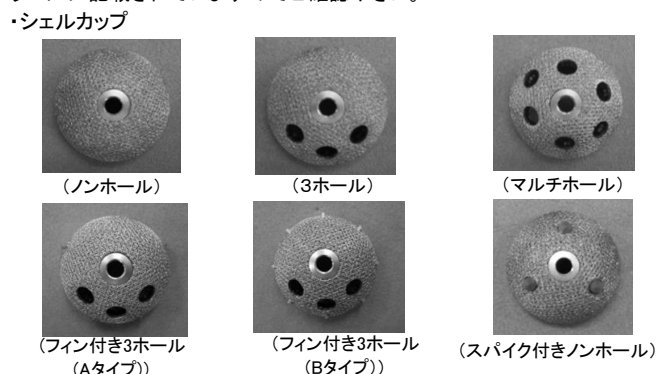 ・シェルカップ
（ノンホール）
（３ホール）
（マルチホール）
（フィン付き3ホール
（Aタイプ））
（フィン付き3ホール
（Bタイプ））
（スパイク付きノンホール）